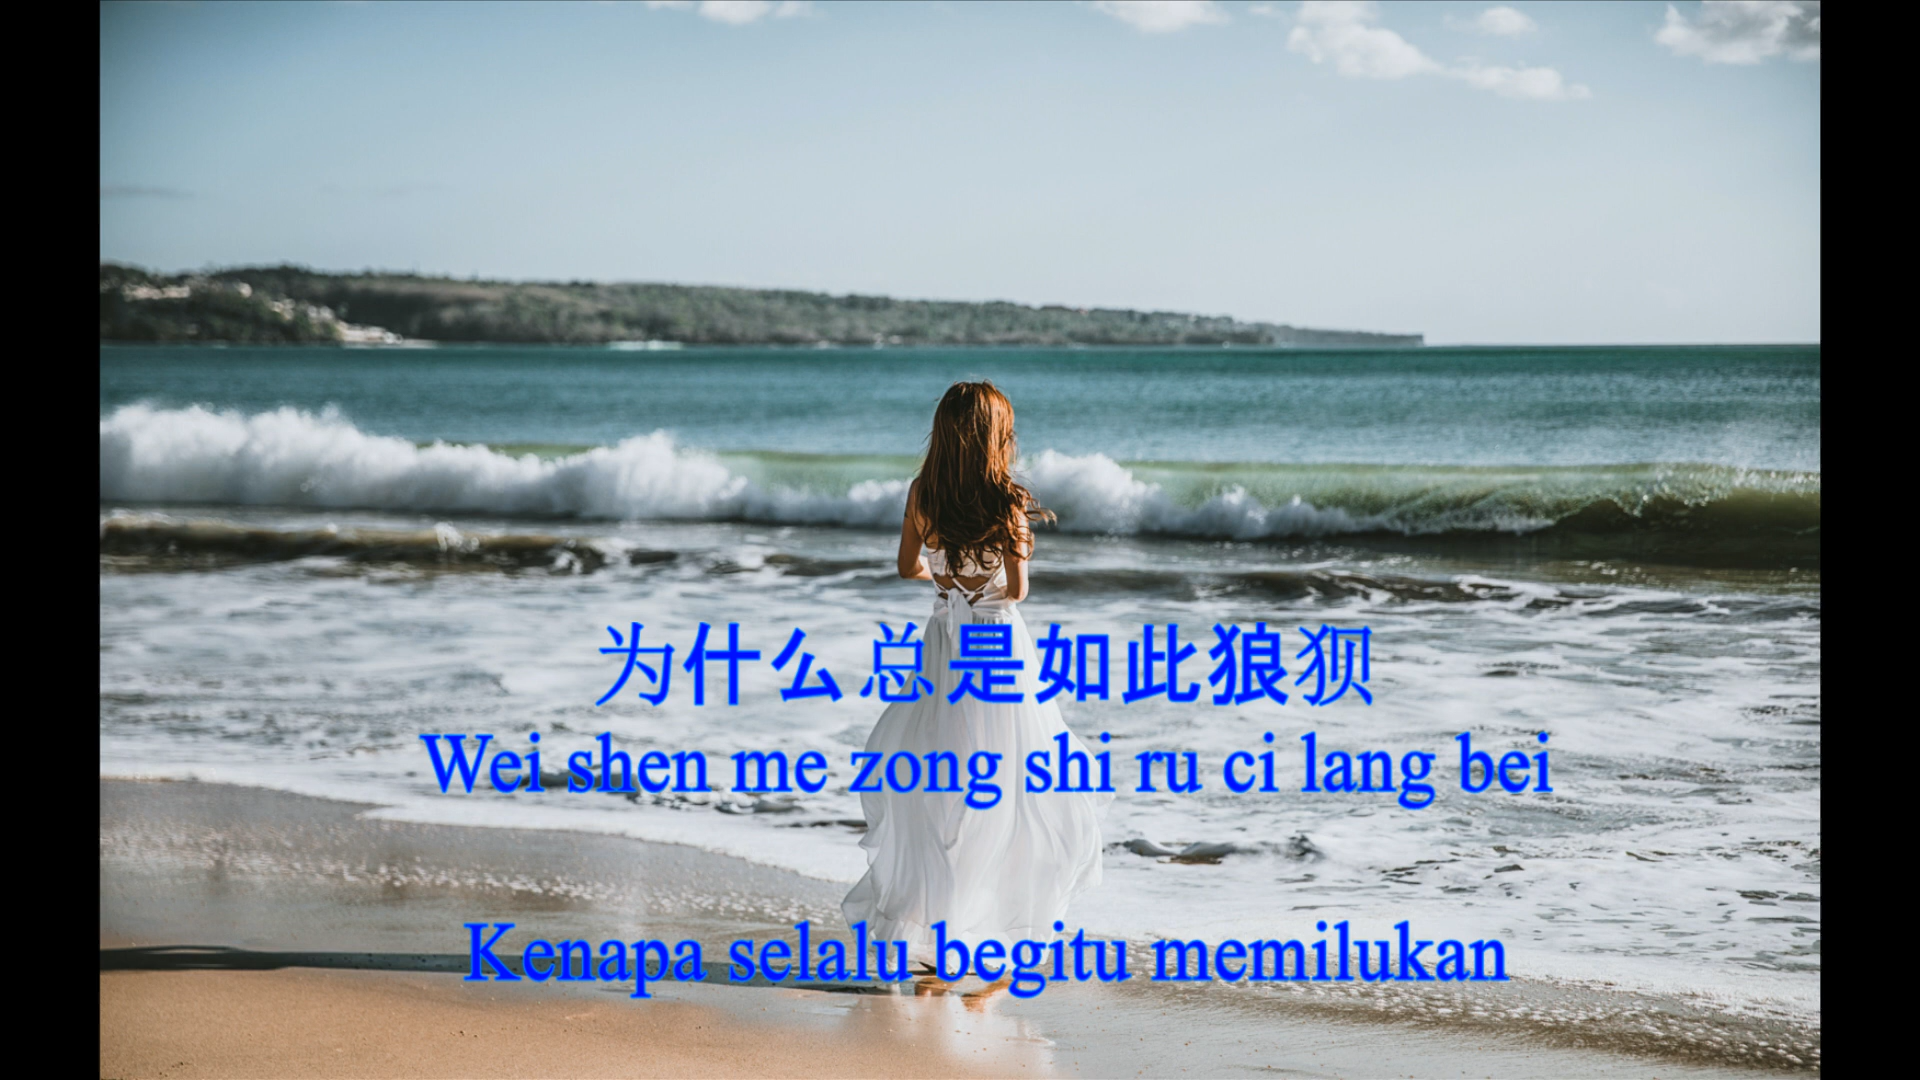 为什么总是如此狼狈
Wei shen me zong shi ru ci lang bei
Kenapa selalu begitu memilukan